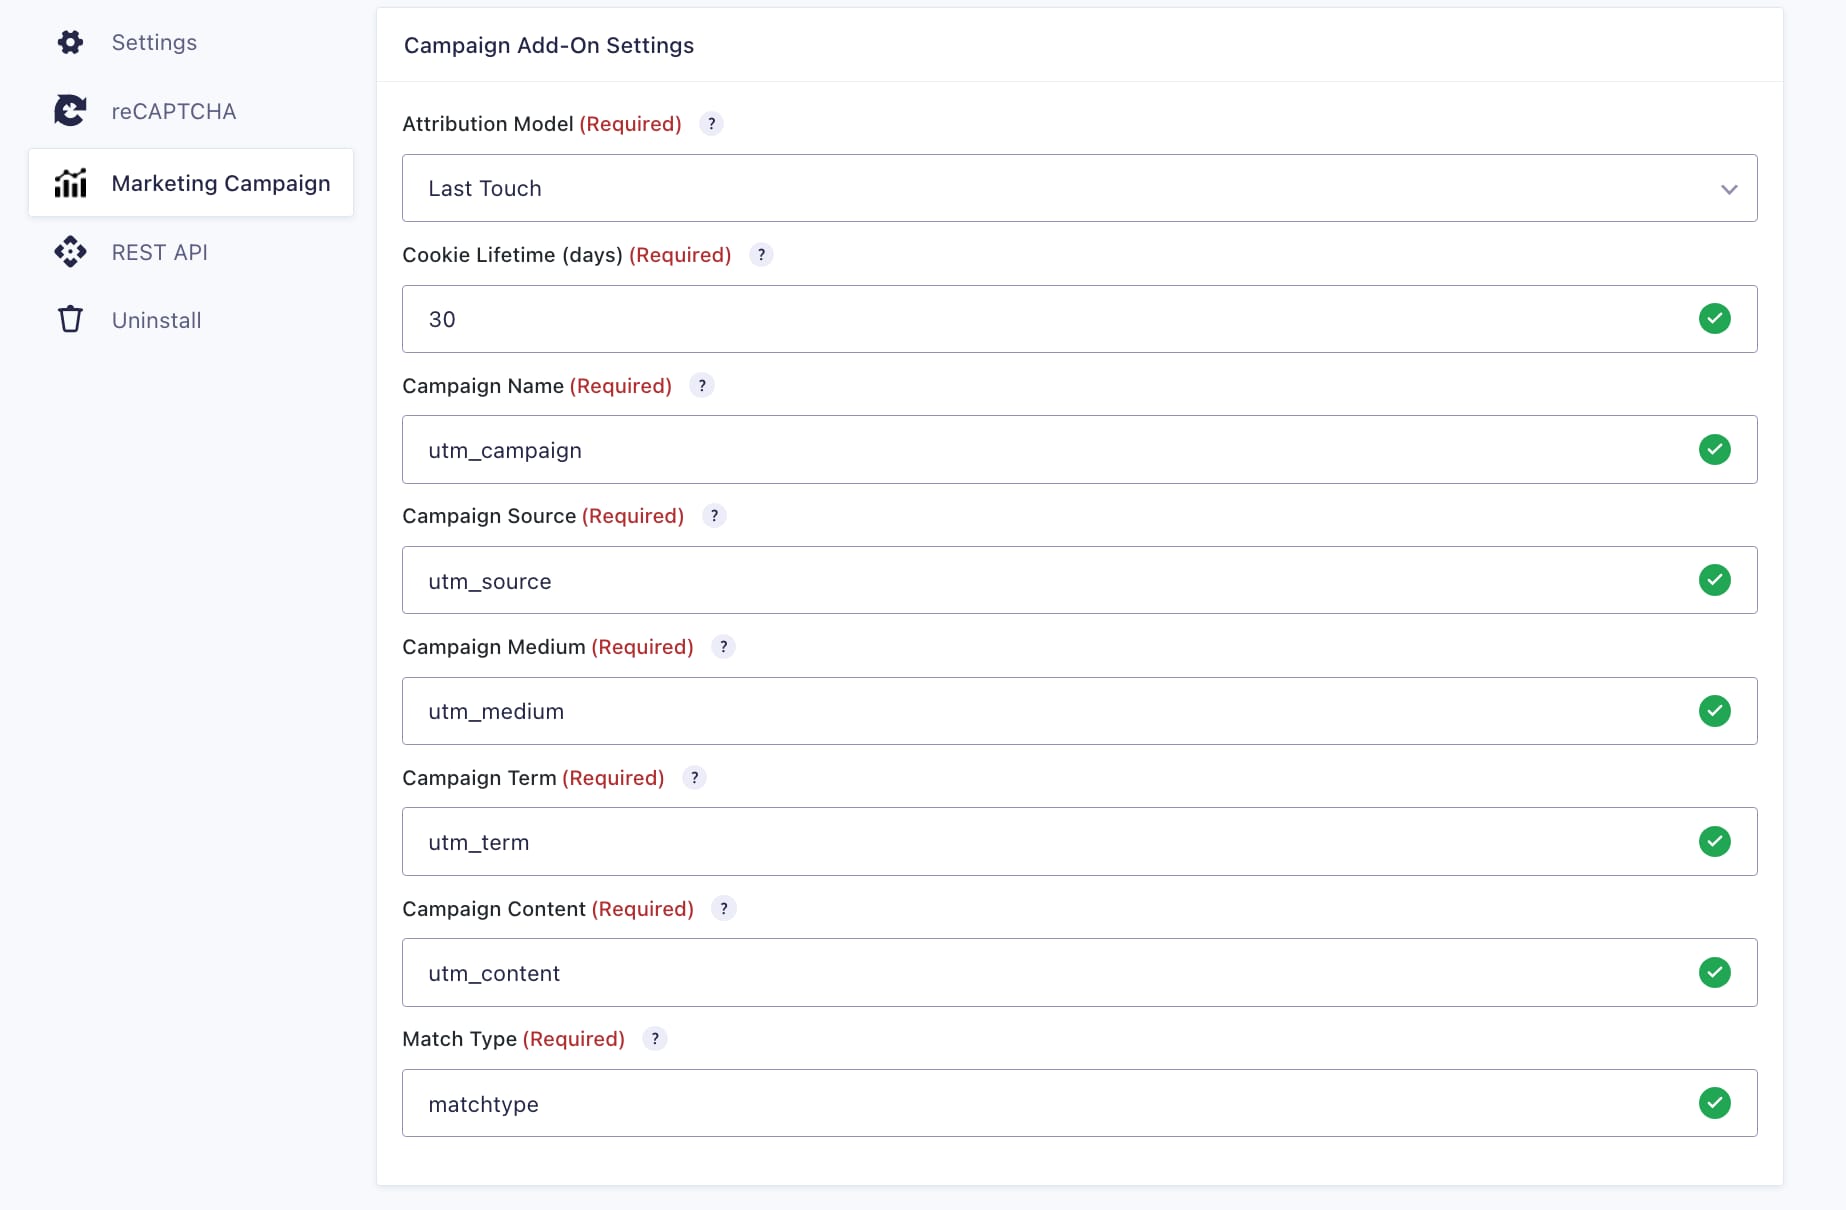 Settings
reCAPTCHA
Marketing Campaign
REST API
Uninstall
Campaign Add-On Settings
Attribution Model (Required) ?
Last Touch
Cookie Lifetime (days) (Required) ?
30
Campaign Name (Required) ?
utm_campaign
Campaign Source (Required) ?
utm_source
Campaign Medium (Required) ?
utm_medium
Campaign Term (Required) ?
utm_term
Campaign Content (Required) ?
utm_content
Match Type (Required) ?
matchtype